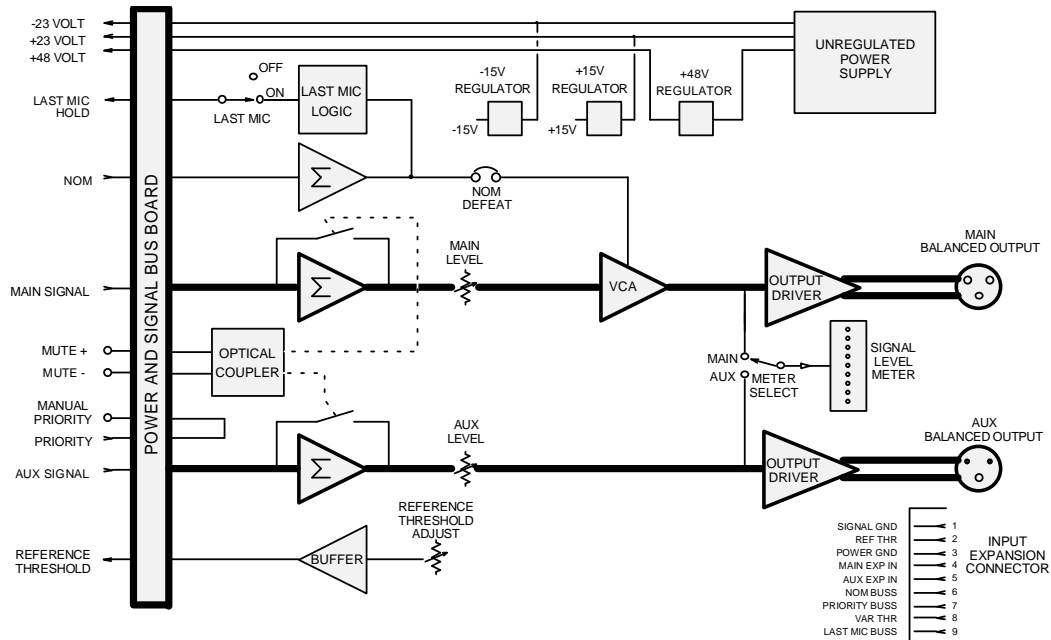 -23 VOLT
+23 VOLT
+48 VOLT
LAST MIC
HOLD
NOM
MAIN SIGNAL
MUTE +
MUTE -
MANUAL
PRIORITY
PRIORITY
AUX SIGNAL
REFERENCE
THRESHOLD
POWER AND SIGNAL BUS BOARD
OFF
ON
LAST MIC
LAST MIC
LOGIC
-15V
REGULATOR
-15V
+15V
REGULATOR
+15V
+48V
REGULATOR
UNREGULATED
POWER
SUPPLY
Σ
NOM
DEFEAT
Σ
MAIN
LEVEL
VCA
OUTPUT
DRIVER
MAIN
BALANCED OUTPUT
OPTICAL
COUPLER
MAIN
AUX
METER
SELECT
SIGNAL
LEVEL
METER
Σ
AUX
LEVEL
OUTPUT
DRIVER
AUX
BALANCED OUTPUT
BUFFER
REFERENCE
THRESHOLD
ADJUST
SIGNAL GND 1
REF THR 2
POWER GND 3
MAIN EXP IN 4
AUX EXP IN 5
NOM BUSS 6
PRIORITY BUSS 7
VAR THR 8
LAST MIC BUSS 9
INPUT
EXPANSION
CONNECTOR